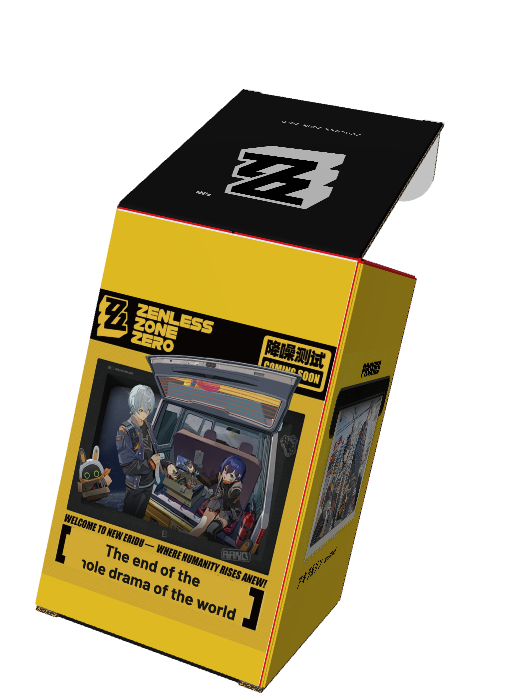 ZENLESS
ZONE
ZERO
降噪测试
COMING SOON
WELCOME TO NEW ERIDU — WHERE HUMANITY RISES ANEW!
BANG
The end of the
drama of the world